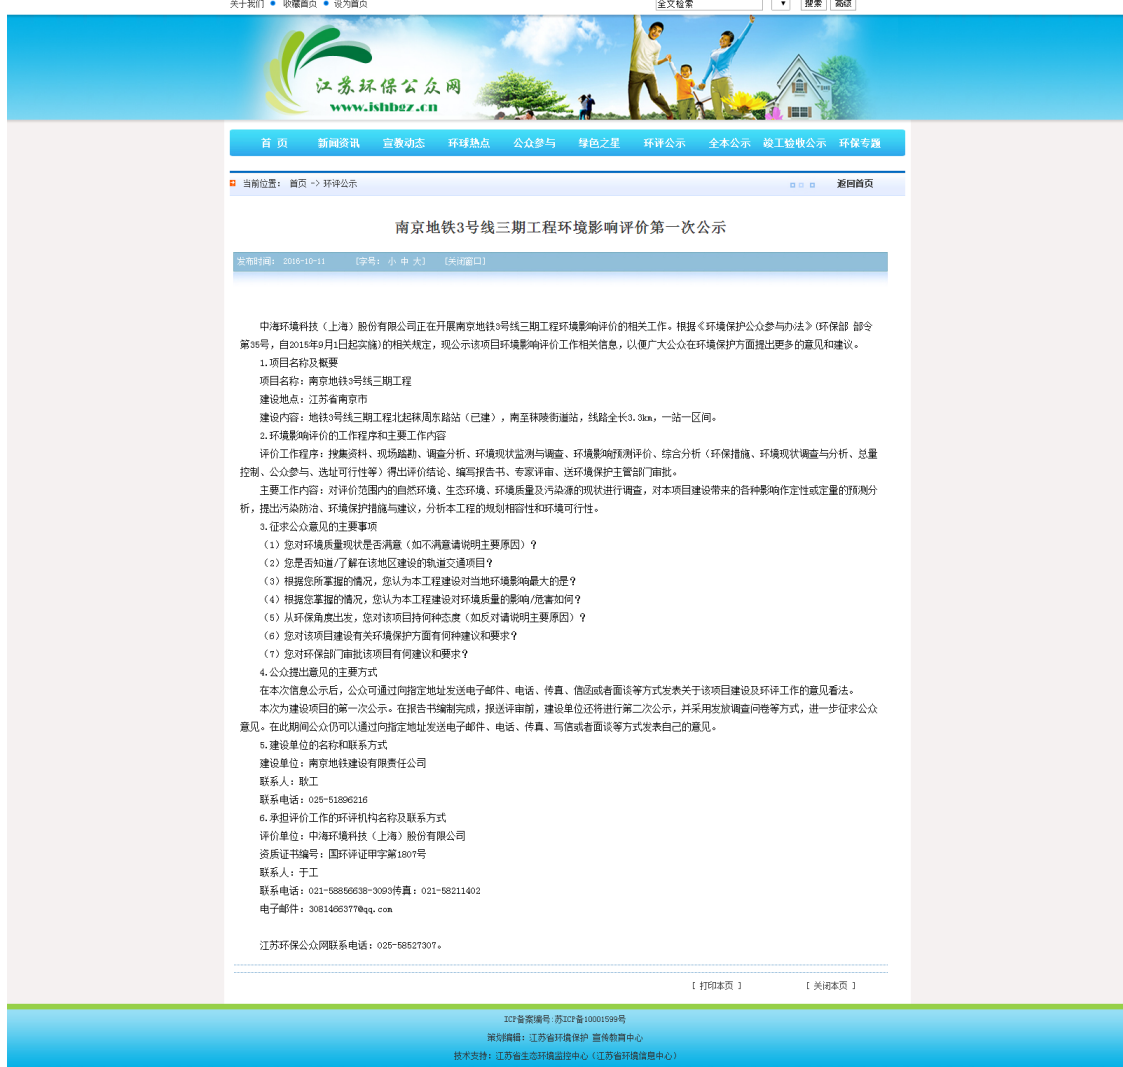 关于我们 收藏首页 设为首页 全文检索 搜索 高级
江苏环保公众网
www.jshbgz.cn
首 页 新闻资讯 宣教动态 环球热点 公众参与 绿色之星 环评公示 全本公示 竣工验收公示 环保专题
当前位置： 首页 -> 环评公示 返回首页
南京地铁3号线三期工程环境影响评价第一次公示
发布时间： 2016-10-11 [字号： 小 中 大] [关闭窗口]
中海环境科技（上海）股份有限公司正在开展南京地铁3号线三期工程环境影响评价的相关工作。根据《环境保护公众参与办法》(环保部 部令
第35号，自2015年9月1日起实施)的相关规定，现公示该项目环境影响评价工作相关信息，以便广大公众在环境保护方面提出更多的意见和建议。
1.项目名称及概要
项目名称：南京地铁3号线三期工程
建设地点：江苏省南京市
建设内容：地铁3号线三期工程北起秣周东路站（已建），南至秣陵街道站，线路全长3.3km，一站一区间。
2.环境影响评价的工作程序和主要工作内容
评价工作程序：搜集资料、现场踏勘、调查分析、环境现状监测与调查、环境影响预测评价、综合分析（环保措施、环境现状调查与分析、总量
控制、公众参与、选址可行性等）得出评价结论、编写报告书、专家评审、送环境保护主管部门审批。
主要工作内容：对评价范围内的自然环境、生态环境、环境质量及污染源的现状进行调查，对本项目建设带来的各种影响作定性或定量的预测分
析，提出污染防治、环境保护措施与建议，分析本工程的规划相容性和环境可行性。
3.征求公众意见的主要事项
（1）您对环境质量现状是否满意（如不满意请说明主要原因）？
（2）您是否知道/了解在该地区建设的轨道交通项目？
（3）根据您所掌握的情况，您认为本工程建设对当地环境影响最大的是？
（4）根据您掌握的情况，您认为本工程建设对环境质量的影响/危害如何？
（5）从环保角度出发，您对该项目持何种态度（如反对请说明主要原因）？
（6）您对该项目建设有关环境保护方面有何种建议和要求？
（7）您对环保部门审批该项目有何建议和要求？
4.公众提出意见的主要方式
在本次信息公示后，公众可通过向指定地址发送电子邮件、电话、传真、信函或者面谈等方式发表关于该项目建设及环评工作的意见看法。
本次为建设项目的第一次公示。在报告书编制完成，报送评审前，建设单位还将进行第二次公示，并采用发放调查问卷等方式，进一步征求公众
意见。在此期间公众仍可以通过向指定地址发送电子邮件、电话、传真、写信或者面谈等方式发表自己的意见。
5.建设单位的名称和联系方式
建设单位：南京地铁建设有限责任公司
联系人：耿工
联系电话：025-51896216
6.承担评价工作的环评机构名称及联系方式
评价单位：中海环境科技（上海）股份有限公司
资质证书编号：国环评证甲字第1807号
联系人：于工
联系电话：021-58856638-3093传真：021-58211402
电子邮件：3081466377@qq.com
江苏环保公众网联系电话：025-58527307。
[ 打印本页 ] [ 关闭本页 ]
ICP备案编号:苏ICP备10001599号
策划编辑：江苏省环境保护 宣传教育中心
技术支持：江苏省生态环境监控中心（江苏省环境信息中心）